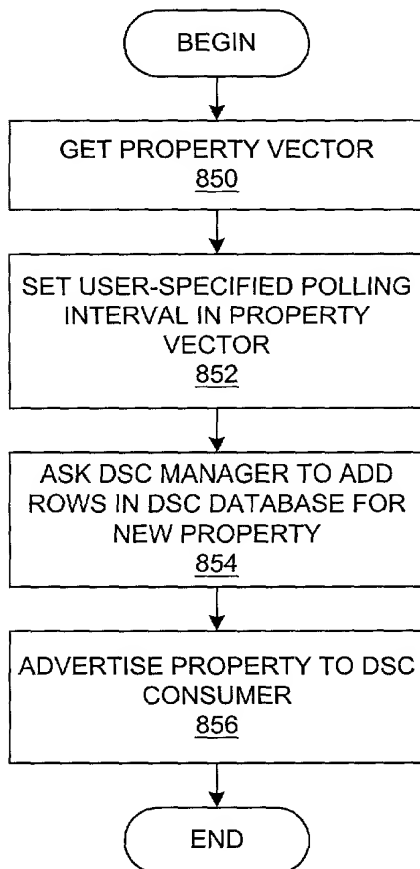 BEGIN
GET PROPERTY VECTOR
850
SET USER-SPECIFIED POLLING
INTERVAL IN PROPERTY
VECTOR
852
ASK DSC MANAGER TO ADD
ROWS IN DSC DATABASE FOR
NEW PROPERTY
854
ADVERTISE PROPERTY TO DSC
CONSUMER
856
END